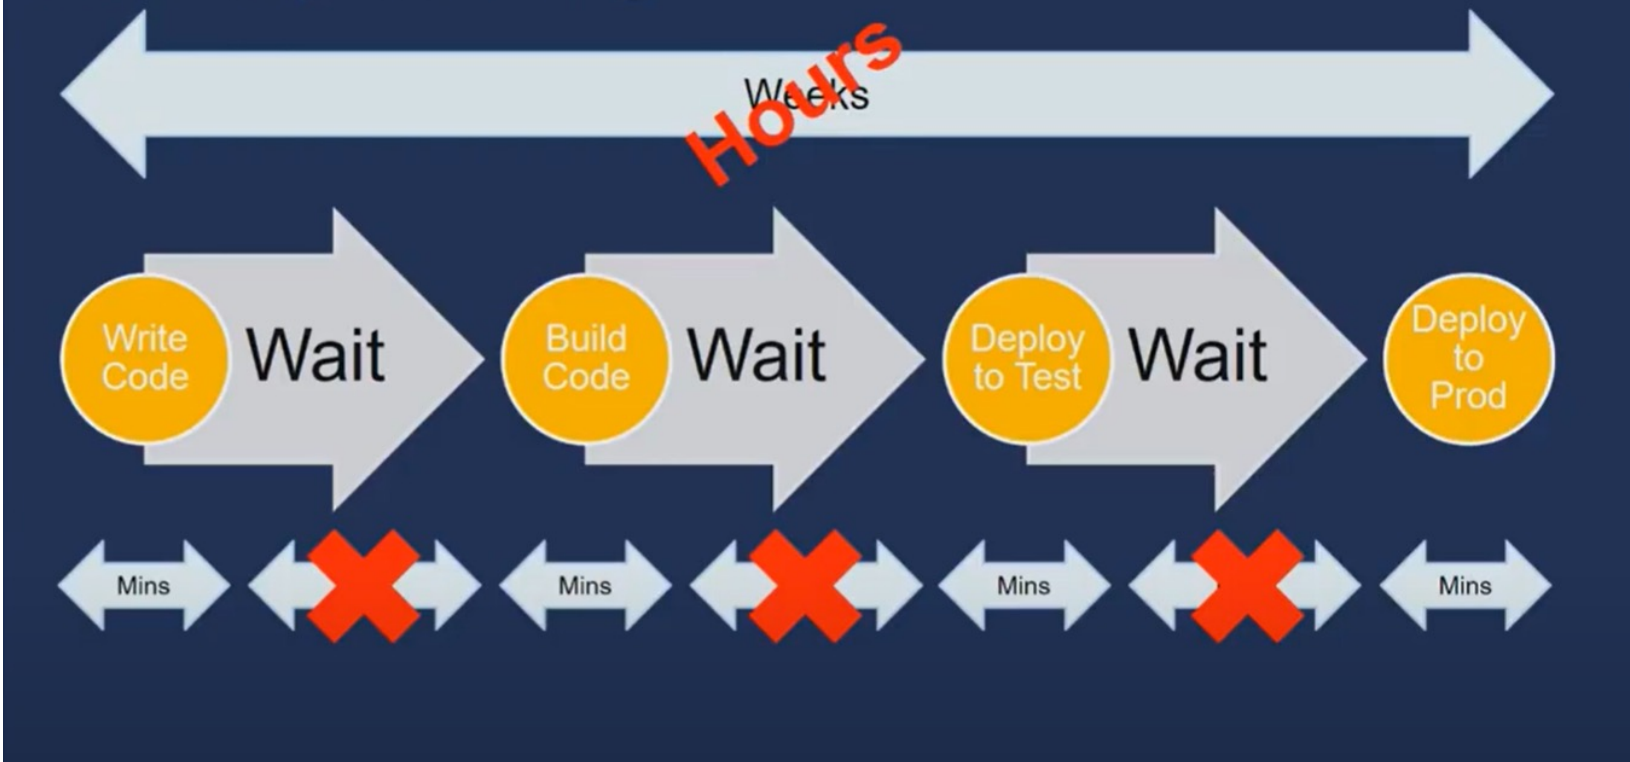 Weeks
Hours
Write
Code
Wait
Build
Code
Wait
Deploy
to Test
Wait
Deploy
to
Prod
Mins
Mins
Mins
Mins